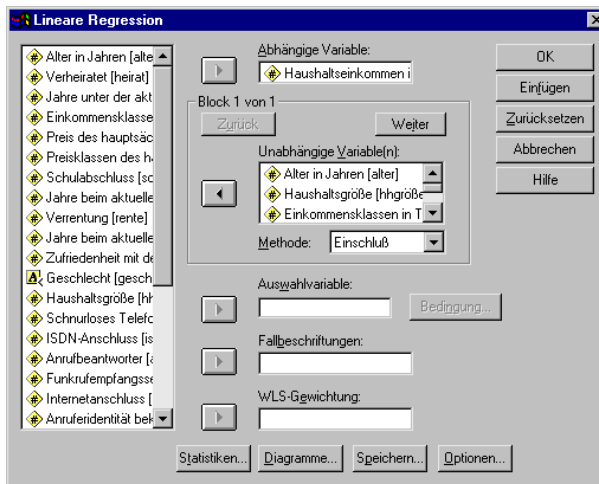 Lineare Regression
Alter in Jahren [alte
Verheiratet [heirat]
Jahre unter der akt
Einkommensklasse
Preis des hauptsäc
Preisklassen des ha
Schulabschluss [sc
Jahre beim aktuelle
Verrentung [rente]
Jahre beim aktuelle
Zufriedenheit mit de
Geschlecht [gesch
Haushaltsgröße [hh
Schnurloses Telefo
ISDN-Anschluss [is
Anrufbeantworter [a
Funkrufempfangsse
Internetanschluss [
Anruferidentität bek
Abhängige Variable:
Haushaltseinkommen i
Block 1 von 1
Zurück
Weiter
Unabhängige Variable(n):
Alter in Jahren [alter]
Haushaltsgröße [hhgröße
Einkommensklassen in T
Methode:
Einschluß
Auswahlvariable:
Bedingung...
Fallbeschriftungen:
WLS-Gewichtung:
OK
Einfügen
Zurücksetzen
Abbrechen
Hilfe
Statistiken...
Diagramme...
Speichern...
Optionen...